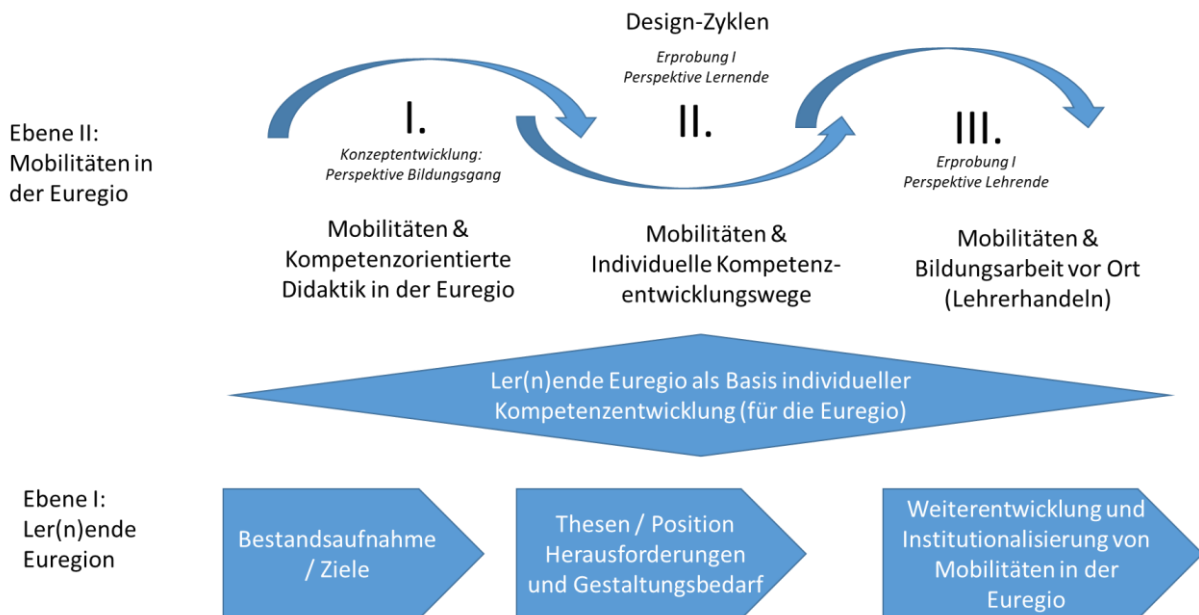 Design-Zyklen
Ebene II:
Mobilitäten in
der Euregio
I.
Konzeptentwicklung:
Perspektive Bildungsgang
Mobilitäten &
Kompetenzorientierte
Didaktik in der Euregio
Erprobung I
Perspektive Lernende
II.
Mobilitäten &
Individuelle Kompetenz-
entwicklungswege
III.
Erprobung I
Perspektive Lehrende
Mobilitäten &
Bildungsarbeit vor Ort
(Lehrerhandeln)
Ler(n)ende Euregio als Basis individueller
Kompetenzentwicklung (für die Euregio)
Ebene I:
Ler(n)ende
Euregion
Bestandsaufnahme
/ Ziele
Thesen / Position
Herausforderungen
und Gestaltungsbedarf
Weiterentwicklung und
Institutionalisierung von
Mobilitäten in der
Euregio